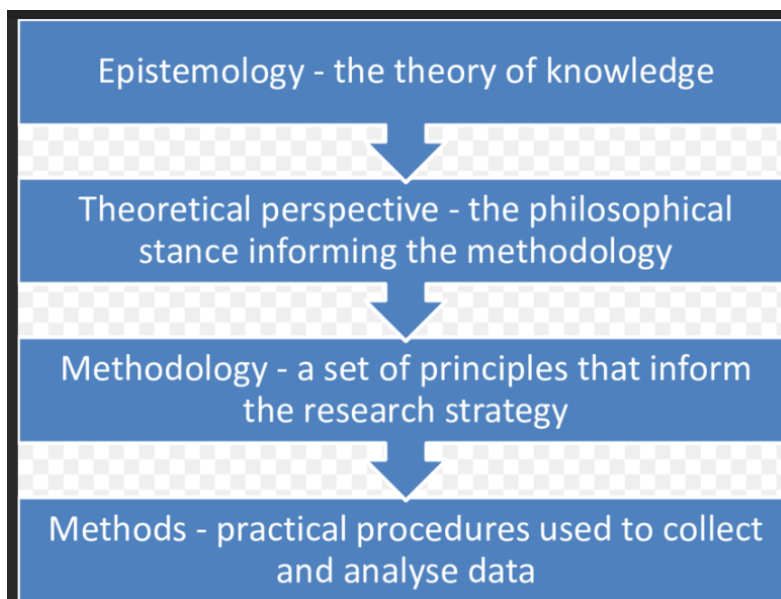 Epistemology - the theory of knowledge
Theoretical perspective - the philosophical
stance informing the methodology
Methodology - a set of principles that inform
the research strategy
Methods - practical procedures used to collect
and analyse data